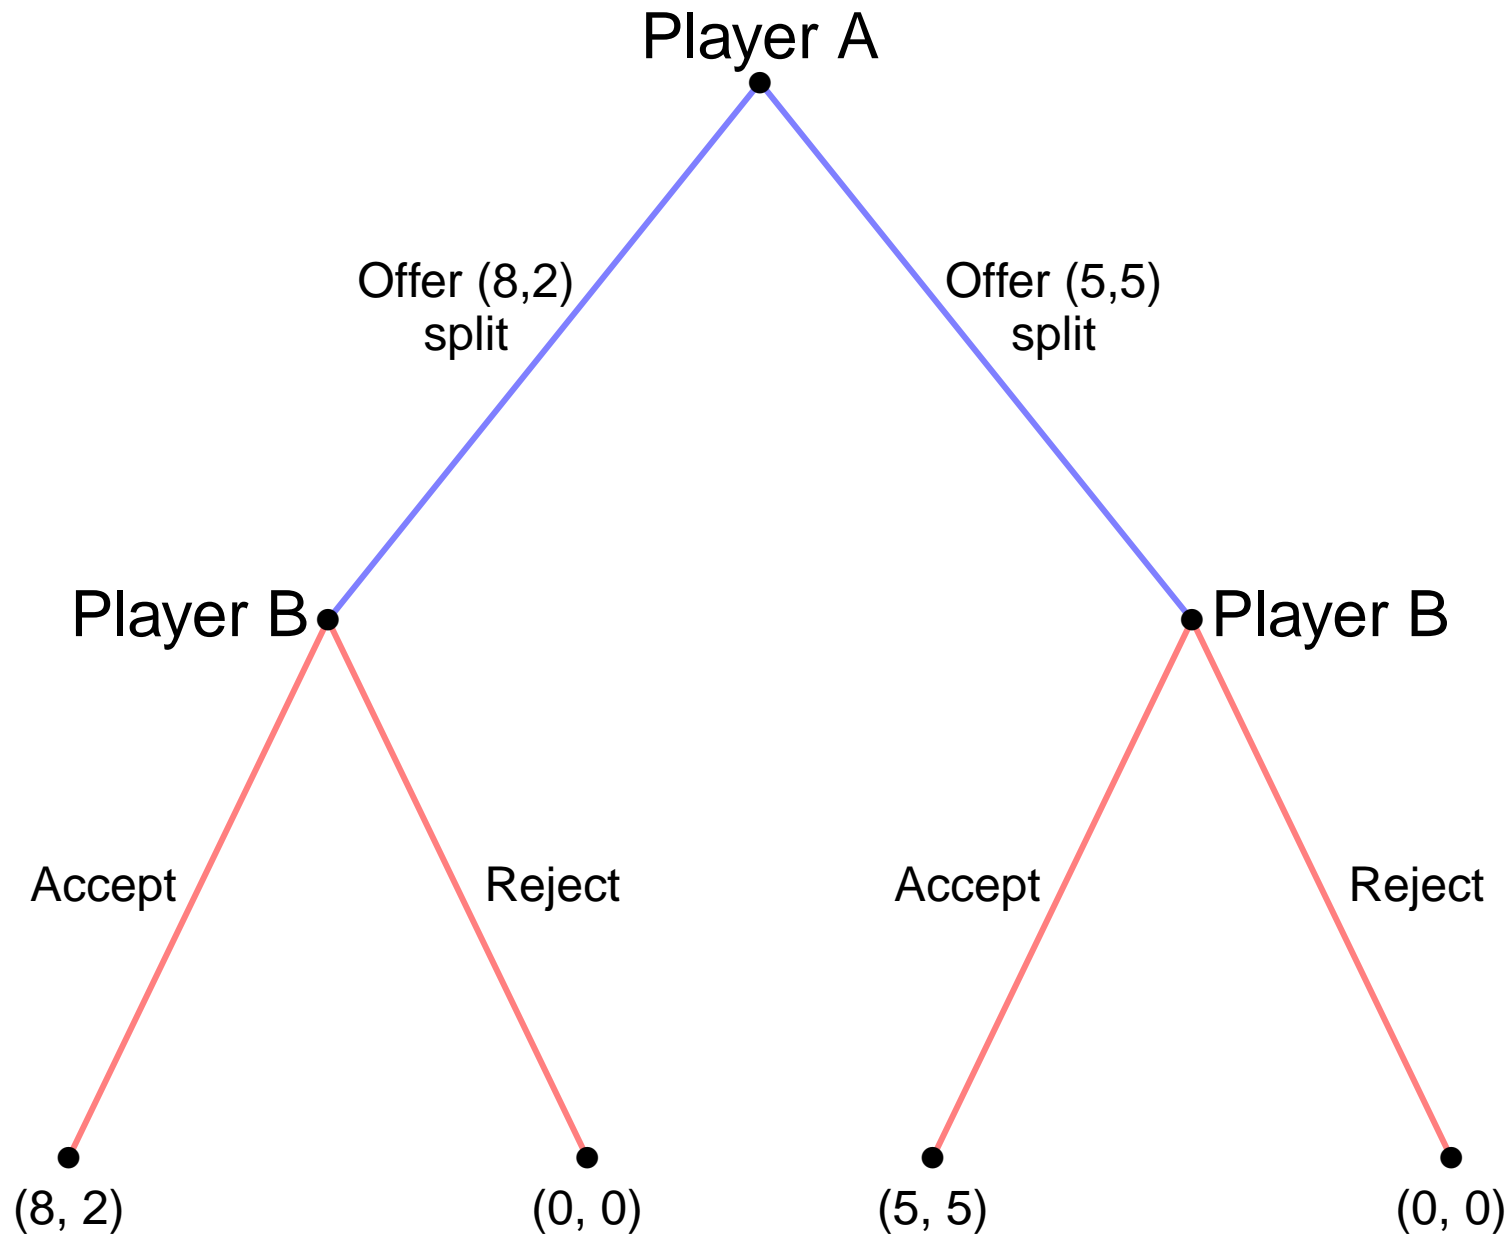 Player A
Offer (8,2)
split
Offer (5,5)
split
Player B
Player B
Accept
Reject
Accept
Reject
(8, 2)
(0, 0)
(5, 5)
(0, 0)